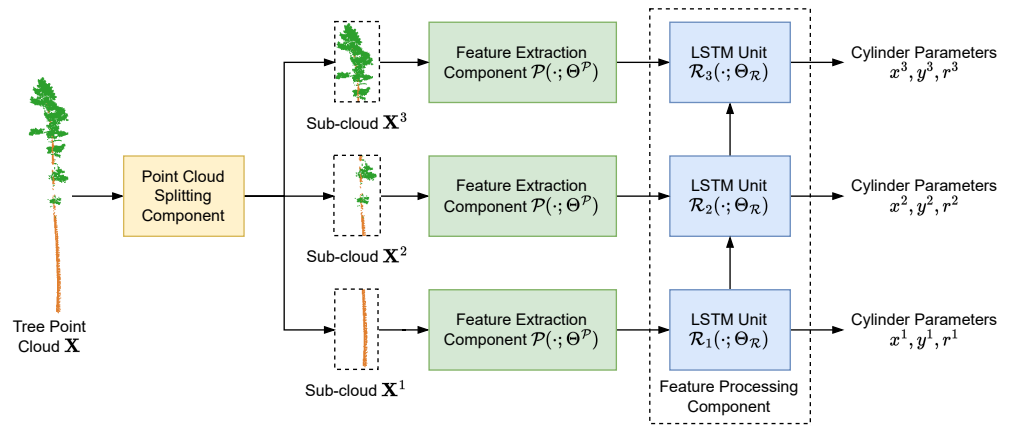 Tree Point
Cloud X
Point Cloud
Splitting
Component
Sub-cloud X³
Feature Extraction
Component 𝒫(·; Θ^𝒫)
LSTM Unit
ℛ₃(·; Θ_ℛ)
Cylinder Parameters
x³, y³, r³
Sub-cloud X²
Feature Extraction
Component 𝒫(·; Θ^𝒫)
LSTM Unit
ℛ₂(·; Θ_ℛ)
Cylinder Parameters
x², y², r²
Sub-cloud X¹
Feature Extraction
Component 𝒫(·; Θ^𝒫)
LSTM Unit
ℛ₁(·; Θ_ℛ)
Cylinder Parameters
x¹, y¹, r¹
Feature Processing
Component